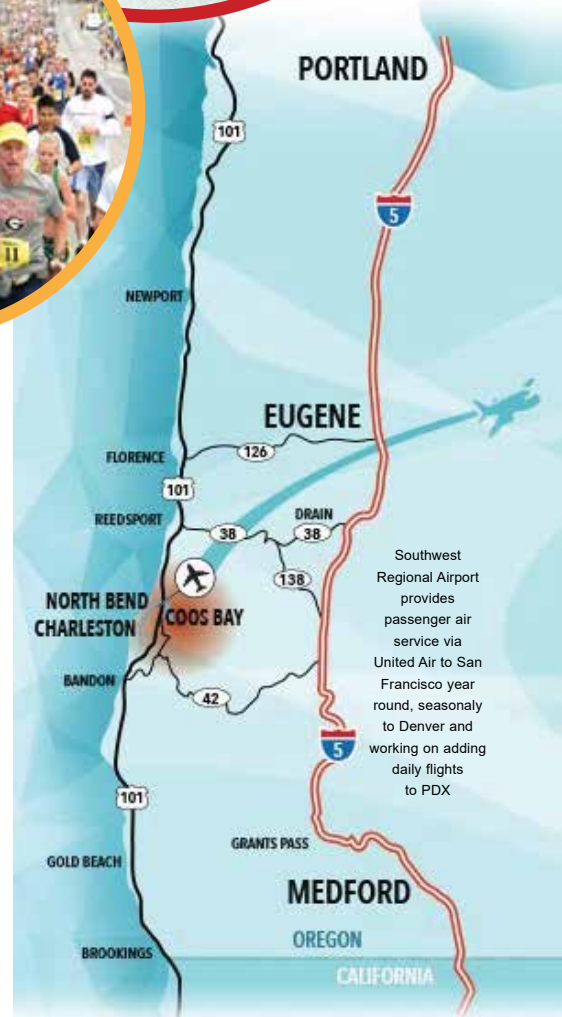 PORTLAND
101
5
NEWPORT
EUGENE
FLORENCE
126
101
REEDSPORT
DRAIN
38
38
138
NORTH BEND
CHARLESTON
COOS BAY
BANDON
42
Southwest
Regional Airport
provides
passenger air
service via
United Air to San
Francisco year
round, seasonaly
to Denver and
working on adding
daily flights
to PDX
5
101
GRANTS PASS
GOLD BEACH
MEDFORD
OREGON
BROOKINGS
CALIFORNIA
G
11